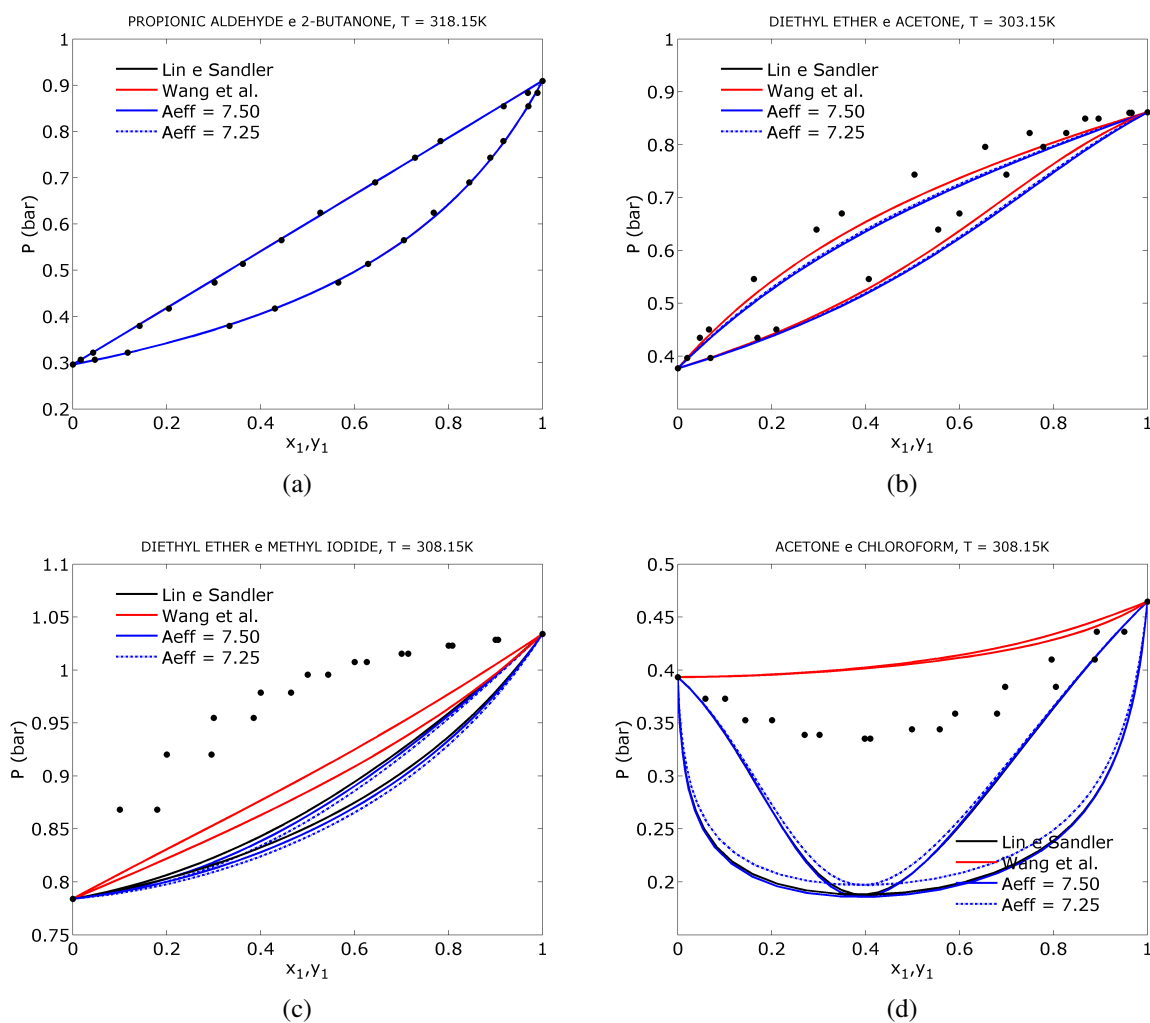 PROPIONIC ALDEHYDE e 2-BUTANONE, T = 318.15K
1
0.9
0.8
0.7
0.6
0.5
0.4
0.3
0.2
P (bar)
Lin e Sandler
Wang et al.
Aeff = 7.50
Aeff = 7.25
0 0.2 0.4 0.6 0.8 1
x1,y1
(a)
DIETHYL ETHER e ACETONE, T = 303.15K
1
0.9
0.8
0.7
0.6
0.5
0.4
P (bar)
Lin e Sandler
Wang et al.
Aeff = 7.50
Aeff = 7.25
0 0.2 0.4 0.6 0.8 1
x1,y1
(b)
DIETHYL ETHER e METHYL IODIDE, T = 308.15K
1.1
1.05
1
0.95
0.9
0.85
0.8
0.75
P (bar)
Lin e Sandler
Wang et al.
Aeff = 7.50
Aeff = 7.25
0 0.2 0.4 0.6 0.8 1
x1,y1
(c)
ACETONE e CHLOROFORM, T = 308.15K
0.5
0.45
0.4
0.35
0.3
0.25
0.2
P (bar)
Lin e Sandler
Wang et al.
Aeff = 7.50
Aeff = 7.25
0 0.2 0.4 0.6 0.8 1
x1,y1
(d)